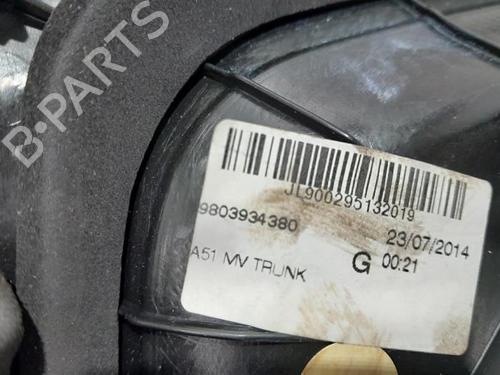 B-PARTS
JL900295132019
9803934380
23/07/2014
A51 MV TRUNK
G 00:21